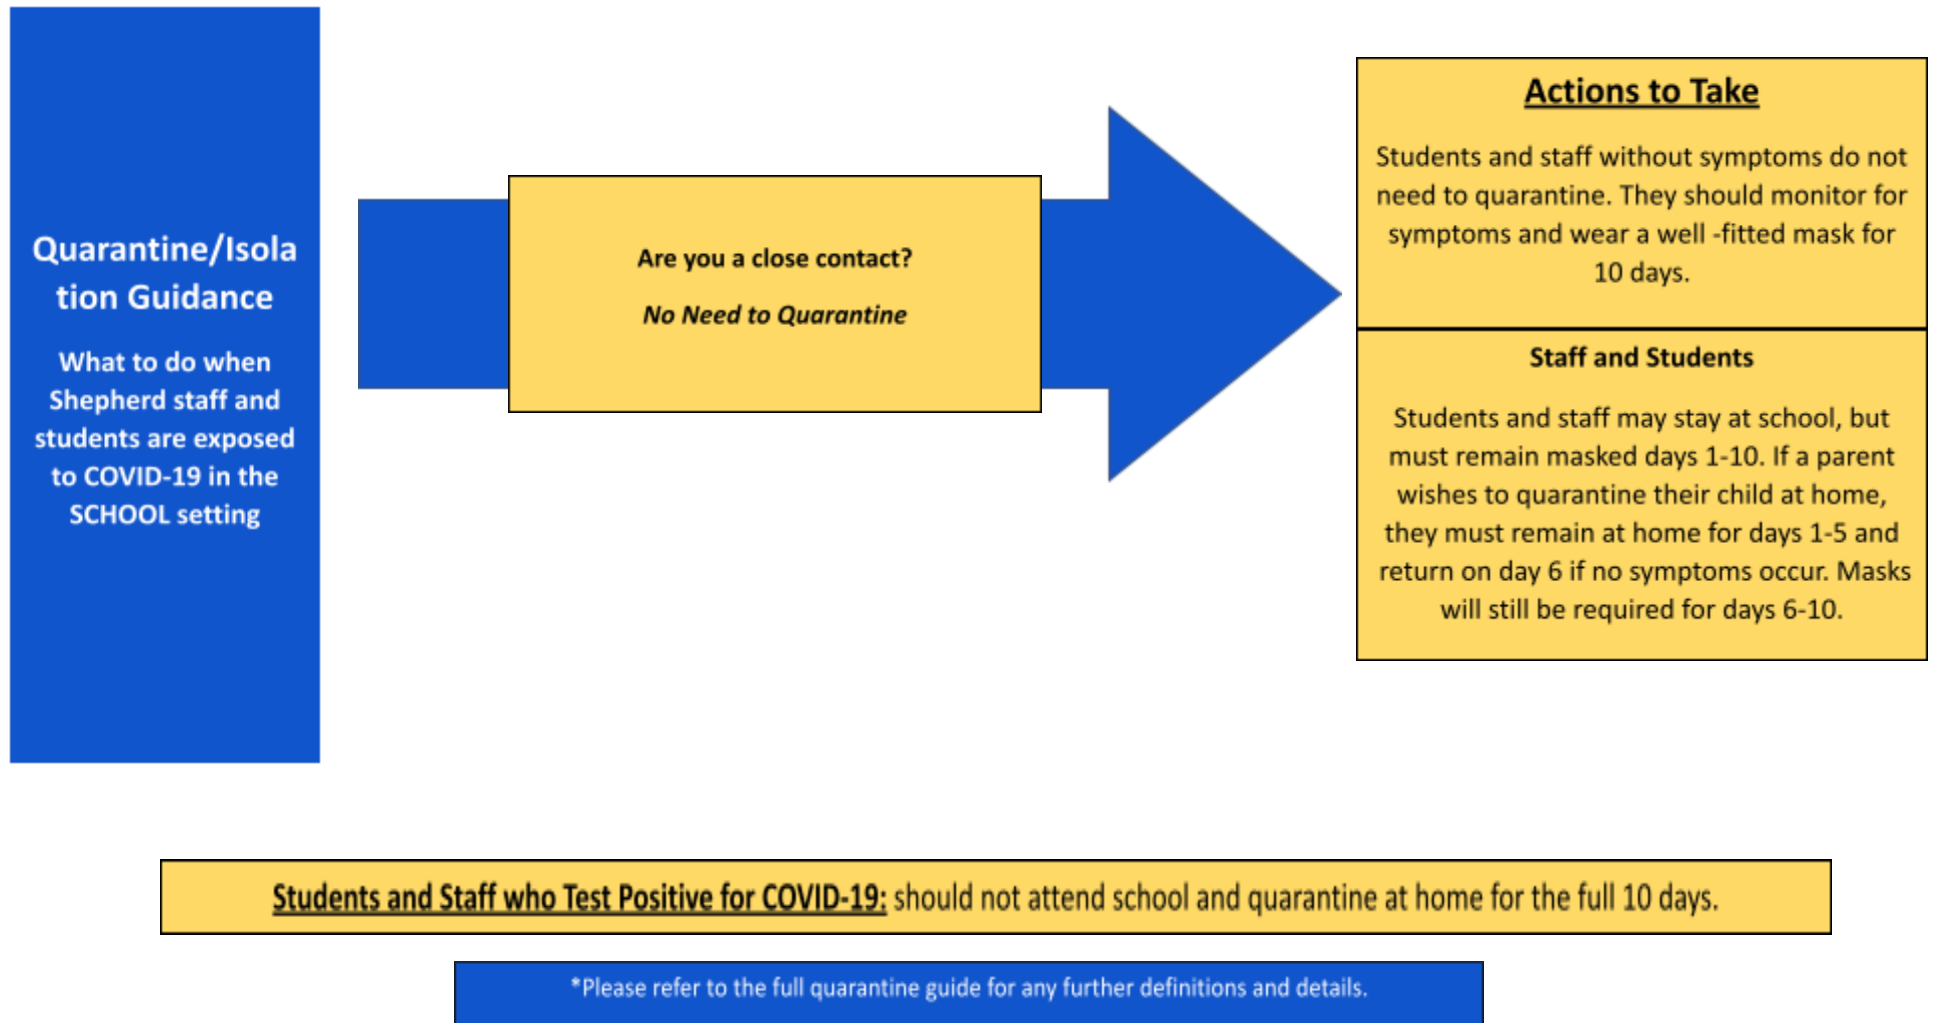 Quarantine/Isola
tion Guidance
What to do when
Shepherd staff and
students are exposed
to COVID-19 in the
SCHOOL setting
Are you a close contact?
No Need to Quarantine
Actions to Take
Students and staff without symptoms do not
need to quarantine. They should monitor for
symptoms and wear a well -fitted mask for
10 days.
Staff and Students
Students and staff may stay at school, but
must remain masked days 1-10. If a parent
wishes to quarantine their child at home,
they must remain at home for days 1-5 and
return on day 6 if no symptoms occur. Masks
will still be required for days 6-10.
Students and Staff who Test Positive for COVID-19: should not attend school and quarantine at home for the full 10 days.
*Please refer to the full quarantine guide for any further definitions and details.